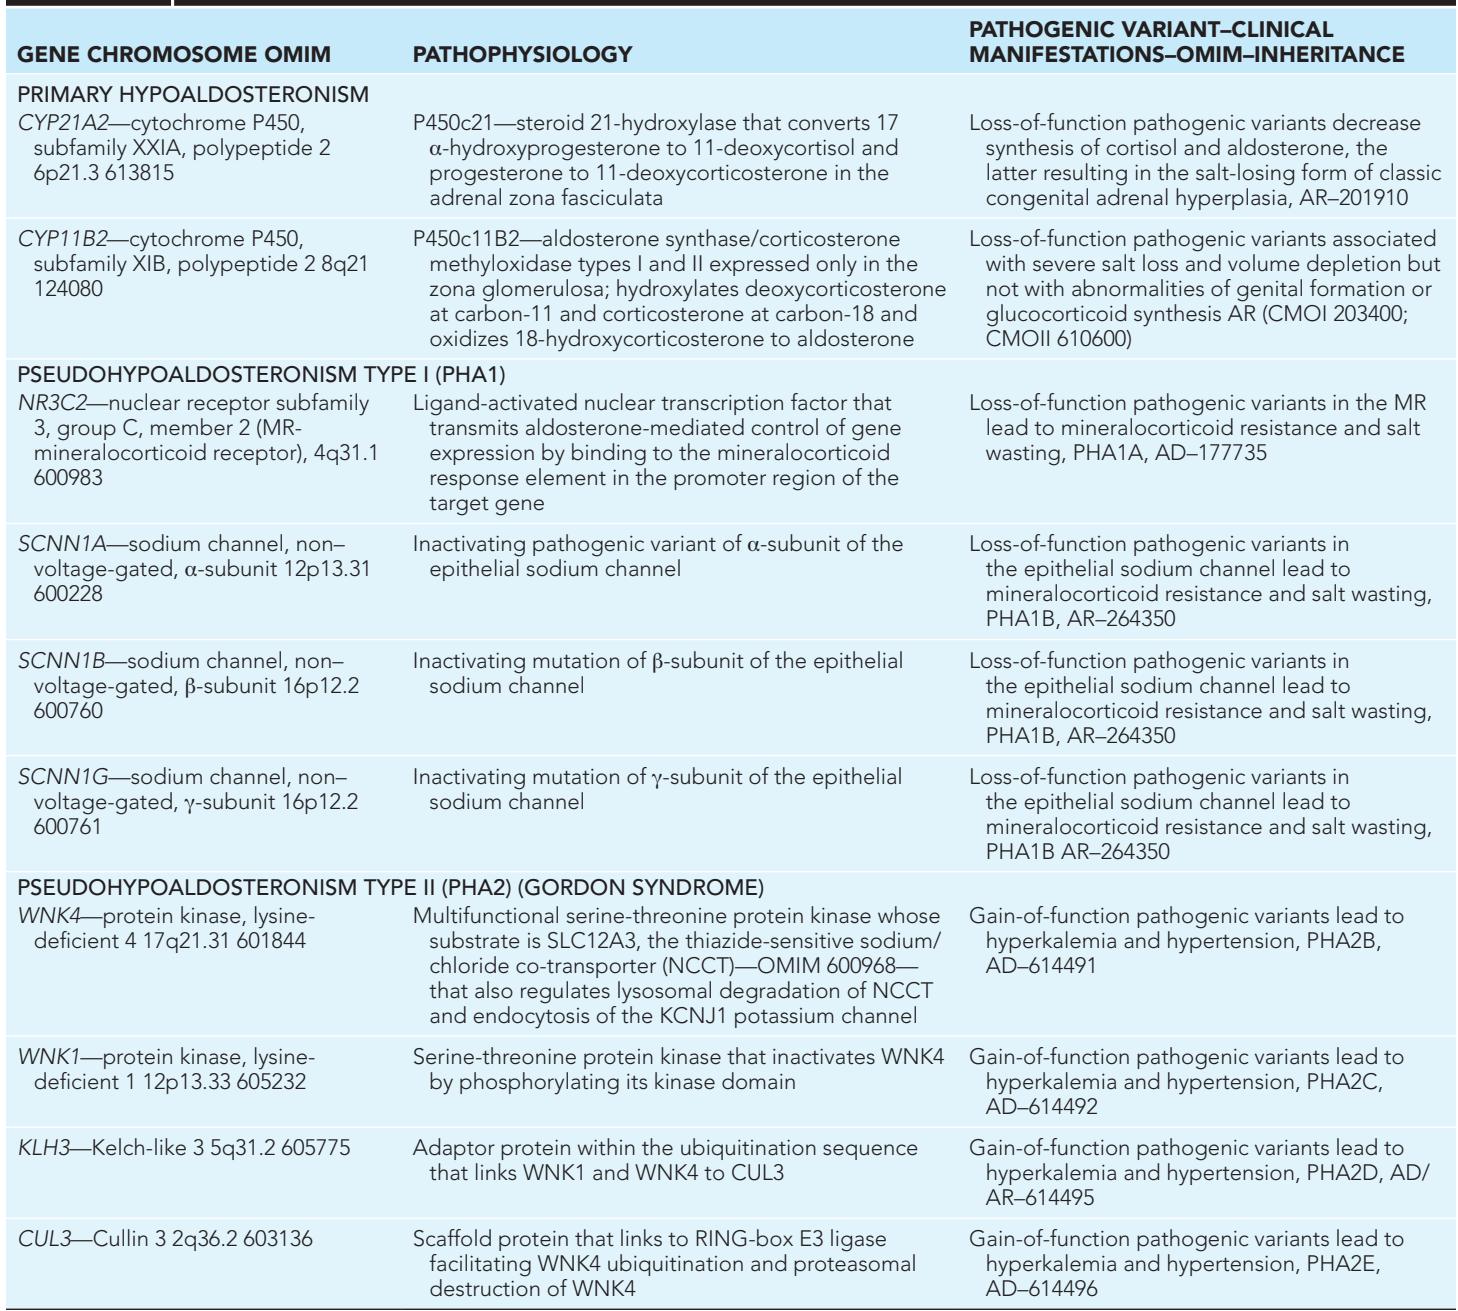 GENE CHROMOSOME OMIM
PATHOPHYSIOLOGY
PATHOGENIC VARIANT–CLINICAL
MANIFESTATIONS–OMIM–INHERITANCE
PRIMARY HYPOALDOSTERONISM
CYP21A2—cytochrome P450,
subfamily XXIA, polypeptide 2
6p21.3 613815
P450c21—steroid 21-hydroxylase that converts 17
α-hydroxyprogesterone to 11-deoxycortisol and
progesterone to 11-deoxycorticosterone in the
adrenal zona fasciculata
Loss-of-function pathogenic variants decrease
synthesis of cortisol and aldosterone, the
latter resulting in the salt-losing form of classic
congenital adrenal hyperplasia, AR–201910
CYP11B2—cytochrome P450,
subfamily XIB, polypeptide 2 8q21
124080
P450c11B2—aldosterone synthase/corticosterone
methyloxidase types I and II expressed only in the
zona glomerulosa; hydroxylates deoxycorticosterone
at carbon-11 and corticosterone at carbon-18 and
oxidizes 18-hydroxycorticosterone to aldosterone
Loss-of-function pathogenic variants associated
with severe salt loss and volume depletion but
not with abnormalities of genital formation or
glucocorticoid synthesis AR (CMOI 203400;
CMOII 610600)
PSEUDOHYPOALDOSTERONISM TYPE I (PHA1)
NR3C2—nuclear receptor subfamily
3, group C, member 2 (MR-
mineralocorticoid receptor), 4q31.1
600983
Ligand-activated nuclear transcription factor that
transmits aldosterone-mediated control of gene
expression by binding to the mineralocorticoid
response element in the promoter region of the
target gene
Loss-of-function pathogenic variants in the MR
lead to mineralocorticoid resistance and salt
wasting, PHA1A, AD–177735
SCNN1A—sodium channel, non–
voltage-gated, α-subunit 12p13.31
600228
Inactivating pathogenic variant of α-subunit of the
epithelial sodium channel
Loss-of-function pathogenic variants in
the epithelial sodium channel lead to
mineralocorticoid resistance and salt wasting,
PHA1B, AR–264350
SCNN1B—sodium channel, non–
voltage-gated, β-subunit 16p12.2
600760
Inactivating mutation of β-subunit of the epithelial
sodium channel
Loss-of-function pathogenic variants in
the epithelial sodium channel lead to
mineralocorticoid resistance and salt wasting,
PHA1B, AR–264350
SCNN1G—sodium channel, non–
voltage-gated, γ-subunit 16p12.2
600761
Inactivating mutation of γ-subunit of the epithelial
sodium channel
Loss-of-function pathogenic variants in
the epithelial sodium channel lead to
mineralocorticoid resistance and salt wasting,
PHA1B AR–264350
PSEUDOHYPOALDOSTERONISM TYPE II (PHA2) (GORDON SYNDROME)
WNK4—protein kinase, lysine-
deficient 4 17q21.31 601844
Multifunctional serine-threonine protein kinase whose
substrate is SLC12A3, the thiazide-sensitive sodium/
chloride co-transporter (NCCT)—OMIM 600968—
that also regulates lysosomal degradation of NCCT
and endocytosis of the KCNJ1 potassium channel
Gain-of-function pathogenic variants lead to
hyperkalemia and hypertension, PHA2B,
AD–614491
WNK1—protein kinase, lysine-
deficient 1 12p13.33 605232
Serine-threonine protein kinase that inactivates WNK4
by phosphorylating its kinase domain
Gain-of-function pathogenic variants lead to
hyperkalemia and hypertension, PHA2C,
AD–614492
KLH3—Kelch-like 3 5q31.2 605775
Adaptor protein within the ubiquitination sequence
that links WNK1 and WNK4 to CUL3
Gain-of-function pathogenic variants lead to
hyperkalemia and hypertension, PHA2D, AD/
AR–614495
CUL3—Cullin 3 2q36.2 603136
Scaffold protein that links to RING-box E3 ligase
facilitating WNK4 ubiquitination and proteasomal
destruction of WNK4
Gain-of-function pathogenic variants lead to
hyperkalemia and hypertension, PHA2E,
AD–614496